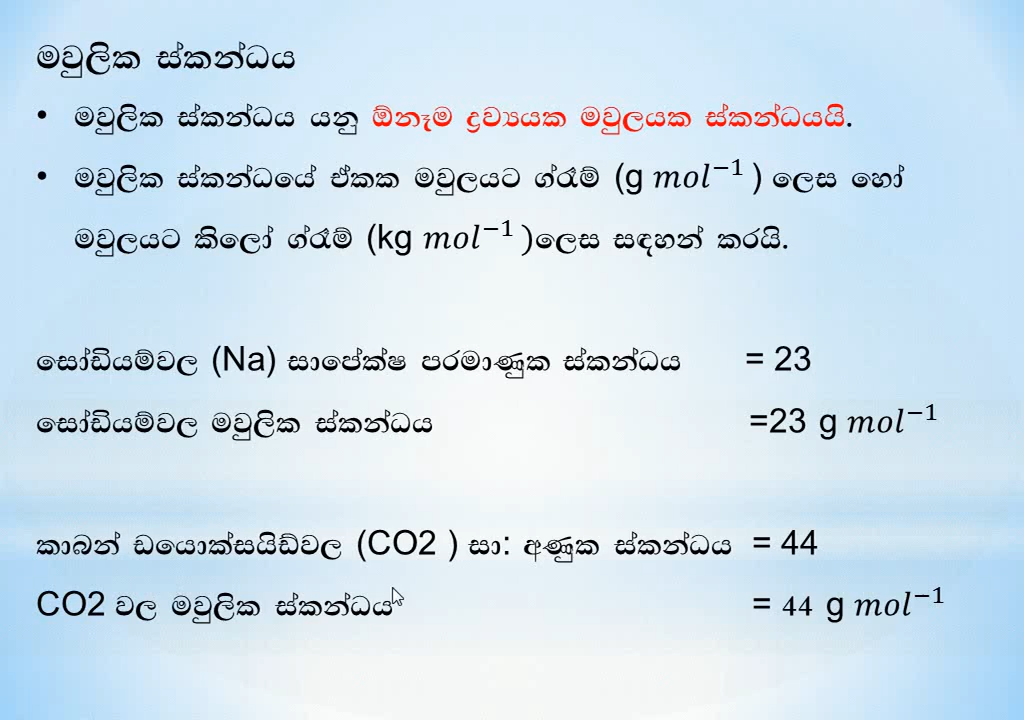 මවුලික ස්කන්ධය
• මවුලික ස්කන්ධය යනු ඕනෑම ද්‍රව්‍යයක මවුලයක ස්කන්ධයයි.
• මවුලික ස්කන්ධයේ ඒකක මවුලයට ග්රෑම් (g mol⁻¹ ) ලෙස හෝ
මවුලයට කිලෝ ග්රෑම් (kg mol⁻¹ )ලෙස සඳහන් කරයි.
සෝඩියම්වල (Na) සාපේක්ෂ පරමාණුක ස්කන්ධය = 23
සෝඩියම්වල මවුලික ස්කන්ධය =23 g mol⁻¹
කාබන් ඩයොක්සයිඩ්වල (CO2 ) සා: අණුක ස්කන්ධය = 44
CO2 වල මවුලික ස්කන්ධය = 44 g mol⁻¹